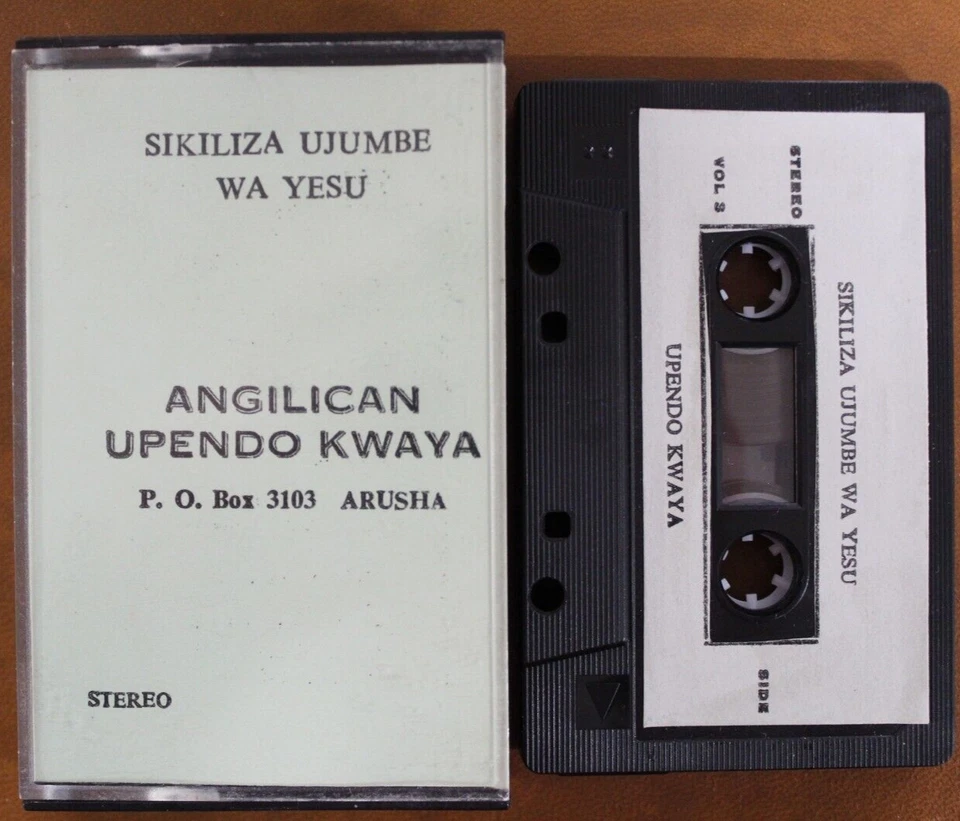 SIKILIZA UJUMBE
WA YESU
ANGILICAN
UPENDO KWAYA
P. O. Box 3103 ARUSHA
STEREO
SIKILIZA UJUMBE WA YESU
STEREO
VOL 3
SIDE
UPENDO KWAYA